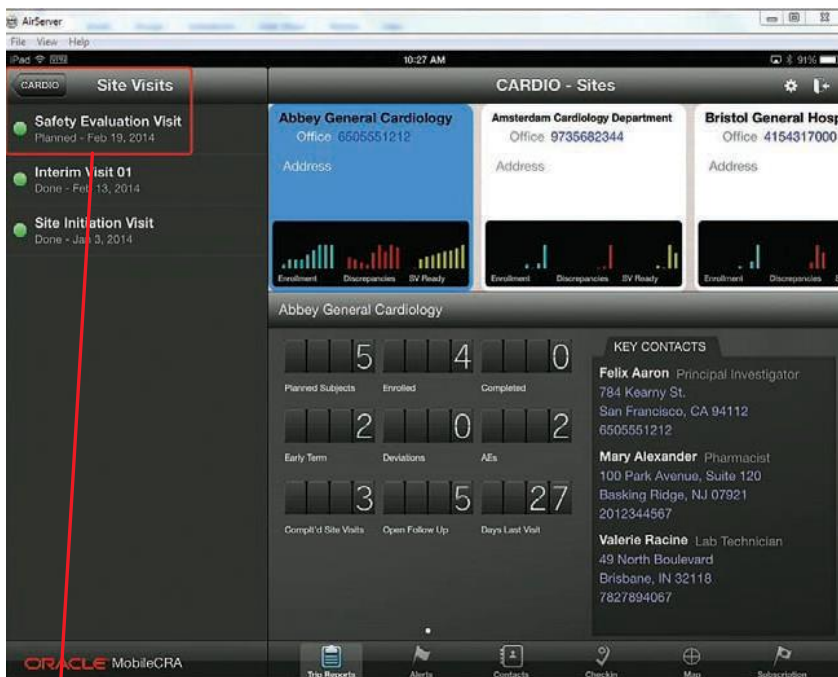 AirServer
File View Help
iPad
10:27 AM
91%
CARDIO
Site Visits
CARDIO - Sites
Safety Evaluation Visit
Planned - Feb 19, 2014
Interim Visit 01
Done - Feb 13, 2014
Site Initiation Visit
Done - Jan 3, 2014
Abbey General Cardiology
Office 6505551212
Address
Enrollment Discrepancies SV Ready
Amsterdam Cardiology Department
Office 9735682344
Address
Enrollment Discrepancies SV Ready
Bristol General Hosp
Office 4154317000
Address
Enrollment Discrepancies
Abbey General Cardiology
5 4 0
Planned Subjects Enrolled Completed
2 0 2
Early Term Deviations AEs
3 5 27
Complt'd Site Visits Open Follow Up Days Last Visit
KEY CONTACTS
Felix Aaron Principal Investigator
784 Kearny St.
San Francisco, CA 94112
6505551212
Mary Alexander Pharmacist
100 Park Avenue, Suite 120
Basking Ridge, NJ 07921
2012344567
Valerie Racine Lab Technician
49 North Boulevard
Brisbane, IN 32118
7827894067
ORACLE MobileCRA
Trip Reports Alerts Contacts Checkin Map Subscription